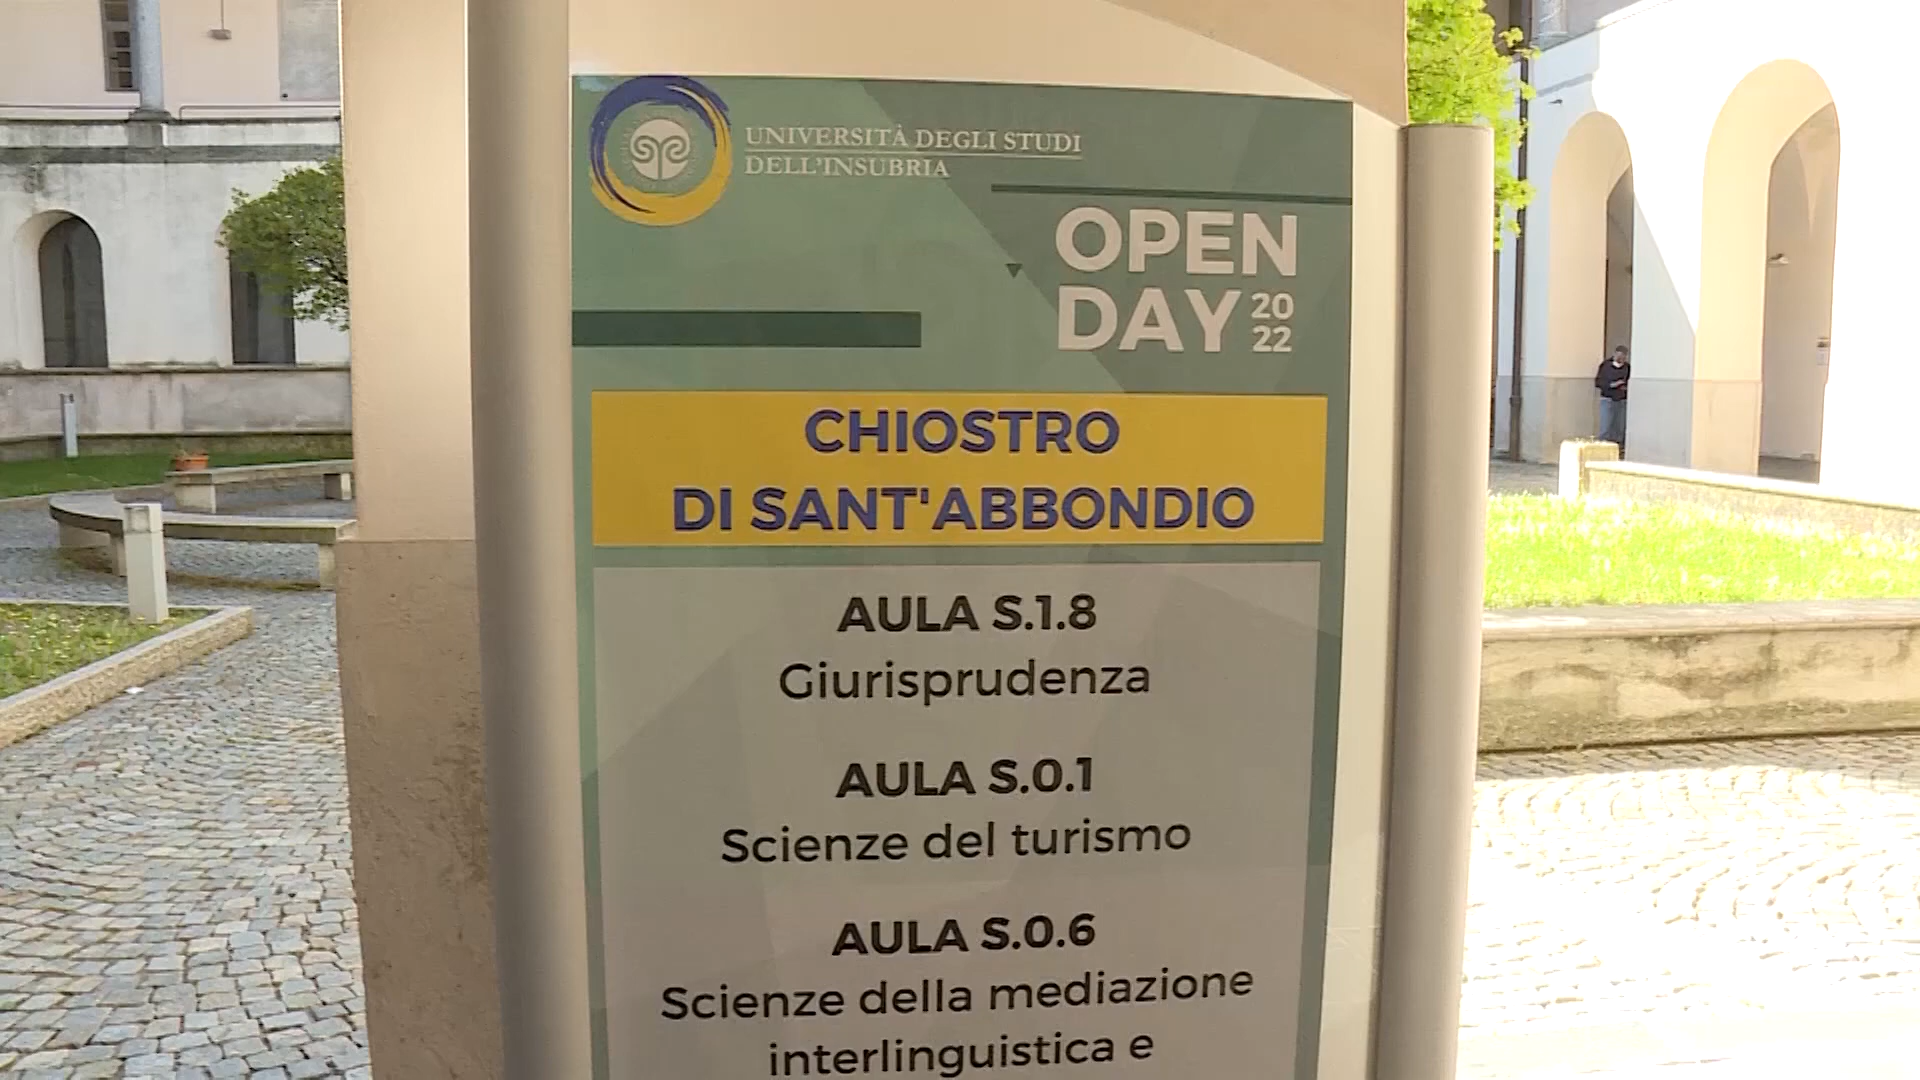 UNIVERSITÀ DEGLI STUDI
DELL'INSUBRIA
OPEN
DAY 20
22
CHIOSTRO
DI SANT'ABBONDIO
AULA S.1.8
Giurisprudenza
AULA S.0.1
Scienze del turismo
AULA S.0.6
Scienze della mediazione
interlinguistica e